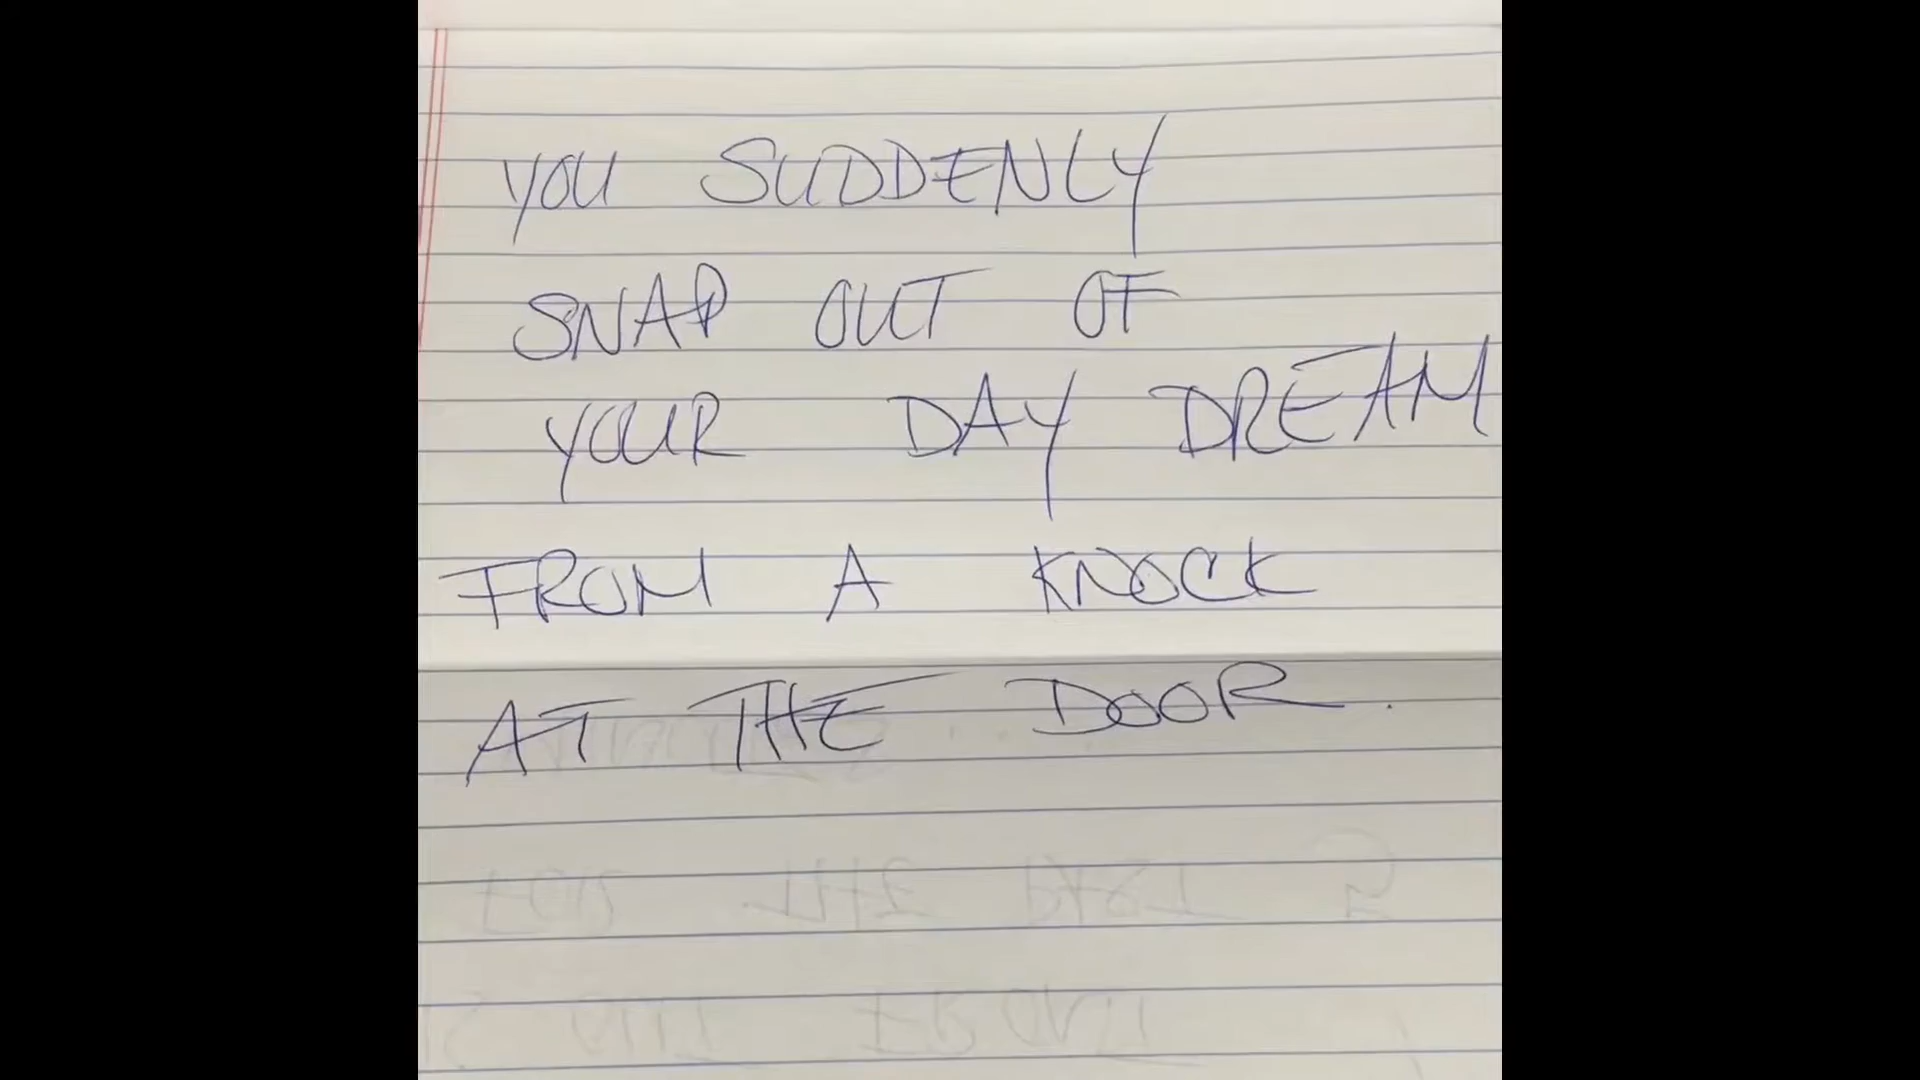 YOU SUDDENLY
SNAP OUT OF
YOUR DAY DREAM
FROM A KNOCK
AT THE DOOR.